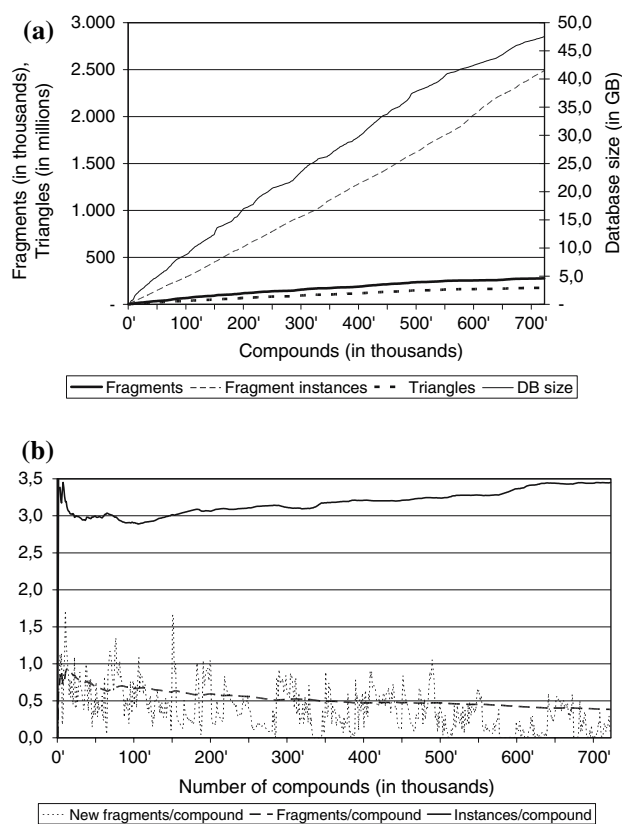 (a)
3.000
2.500
2.000
1.500
1.000
500
-
Fragments (in thousands),
Triangles (in millions)
50,0
45,0
40,0
35,0
30,0
25,0
20,0
15,0
10,0
5,0
-
Database size (in GB)
0' 100' 200' 300' 400' 500' 600' 700'
Compounds (in thousands)
Fragments Fragment instances Triangles DB size
(b)
3,5
3,0
2,5
2,0
1,5
1,0
0,5
0,0
0' 100' 200' 300' 400' 500' 600' 700'
Number of compounds (in thousands)
New fragments/compound Fragments/compound Instances/compound